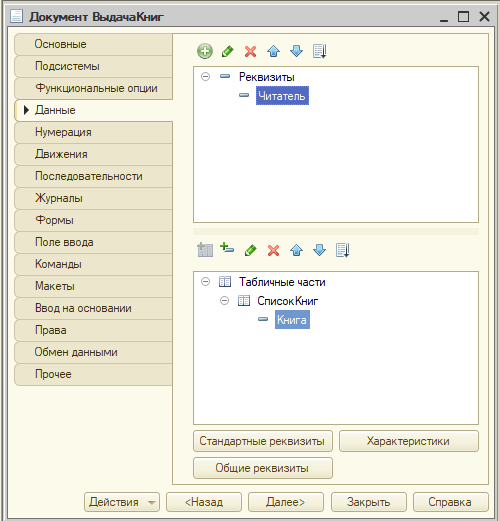 Документ ВыдачаКниг
Основные
Подсистемы
Функциональные опции
Данные
Нумерация
Движения
Последовательности
Журналы
Формы
Поле ввода
Команды
Макеты
Ввод на основании
Права
Обмен данными
Прочее
Реквизиты
Читатель
Табличные части
СписокКниг
Книга
Стандартные реквизиты
Характеристики
Общие реквизиты
Действия
<Назад
Далее>
Закрыть
Справка